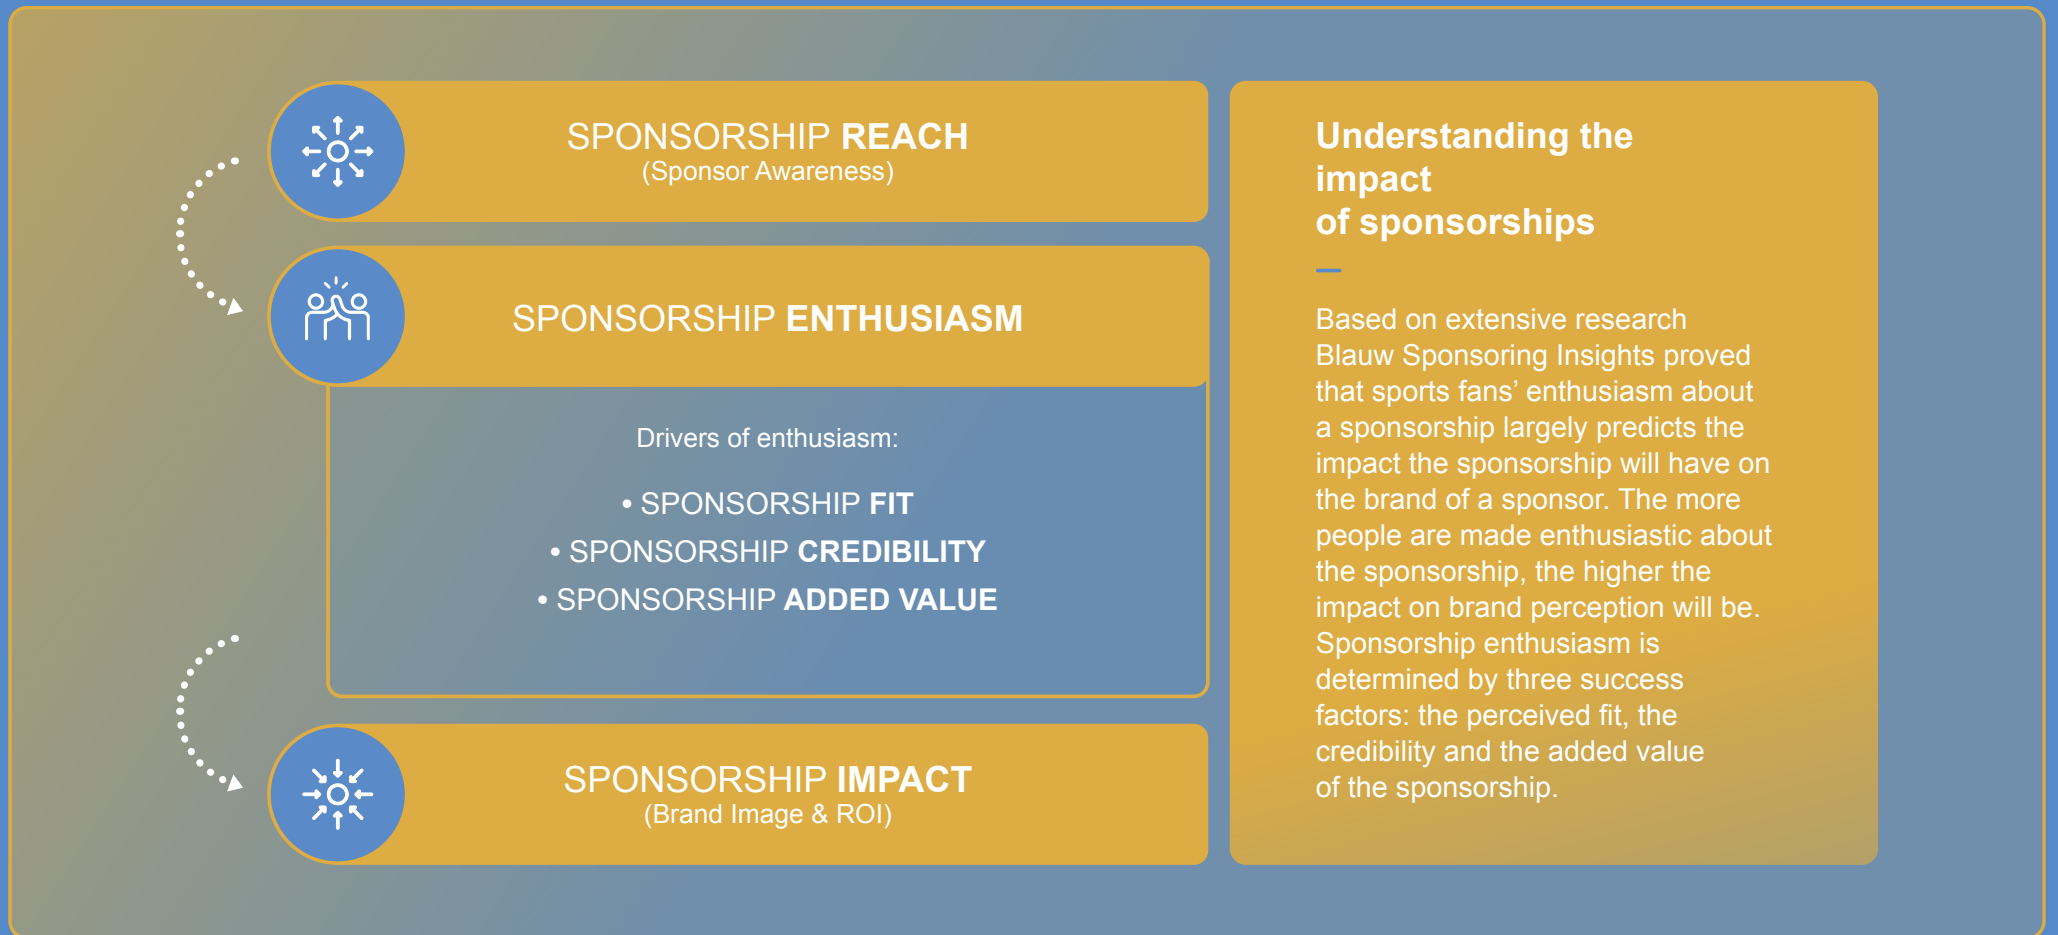 SPONSORSHIP REACH
(Sponsor Awareness)
SPONSORSHIP ENTHUSIASM
Drivers of enthusiasm:
• SPONSORSHIP FIT
• SPONSORSHIP CREDIBILITY
• SPONSORSHIP ADDED VALUE
SPONSORSHIP IMPACT
(Brand Image & ROI)
Understanding the
impact
of sponsorships
Based on extensive research
Blauw Sponsoring Insights proved
that sports fans’ enthusiasm about
a sponsorship largely predicts the
impact the sponsorship will have on
the brand of a sponsor. The more
people are made enthusiastic about
the sponsorship, the higher the
impact on brand perception will be.
Sponsorship enthusiasm is
determined by three success
factors: the perceived fit, the
credibility and the added value
of the sponsorship.